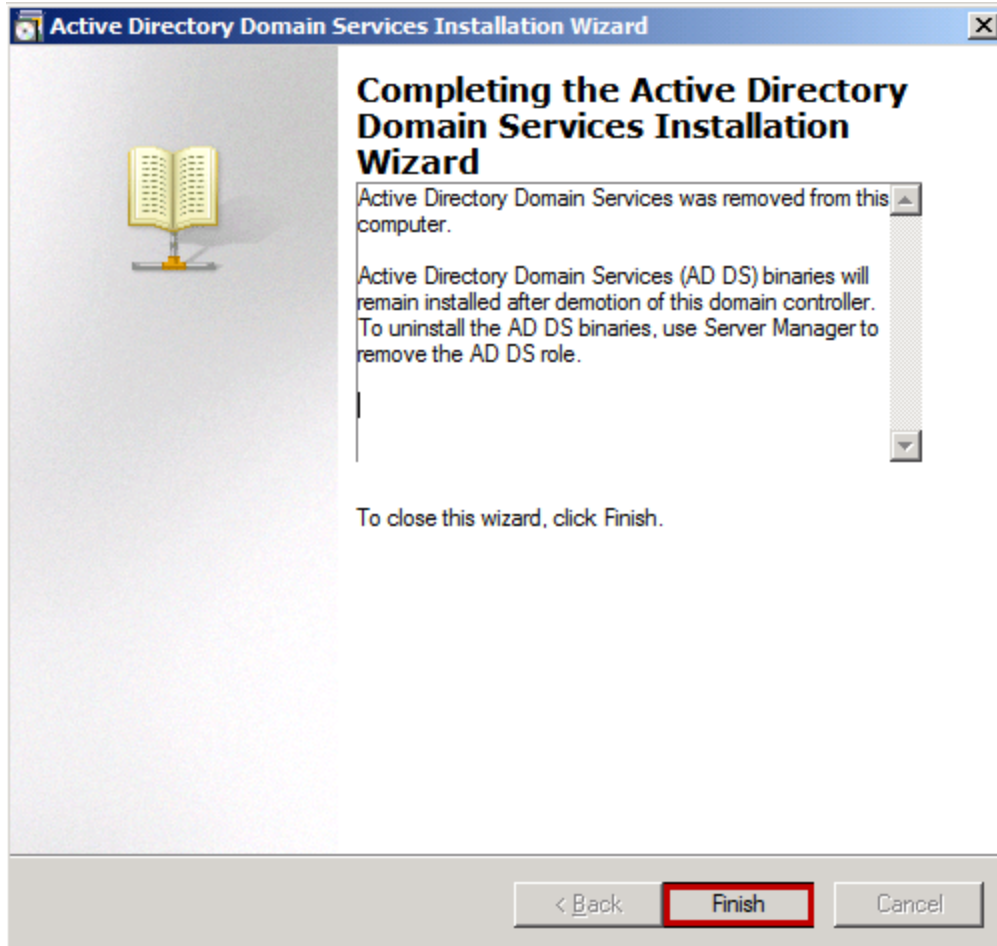 Active Directory Domain Services Installation Wizard
Completing the Active Directory
Domain Services Installation
Wizard
Active Directory Domain Services was removed from this
computer.
Active Directory Domain Services (AD DS) binaries will
remain installed after demotion of this domain controller.
To uninstall the AD DS binaries, use Server Manager to
remove the AD DS role.
To close this wizard, click Finish.
< Back
Finish
Cancel